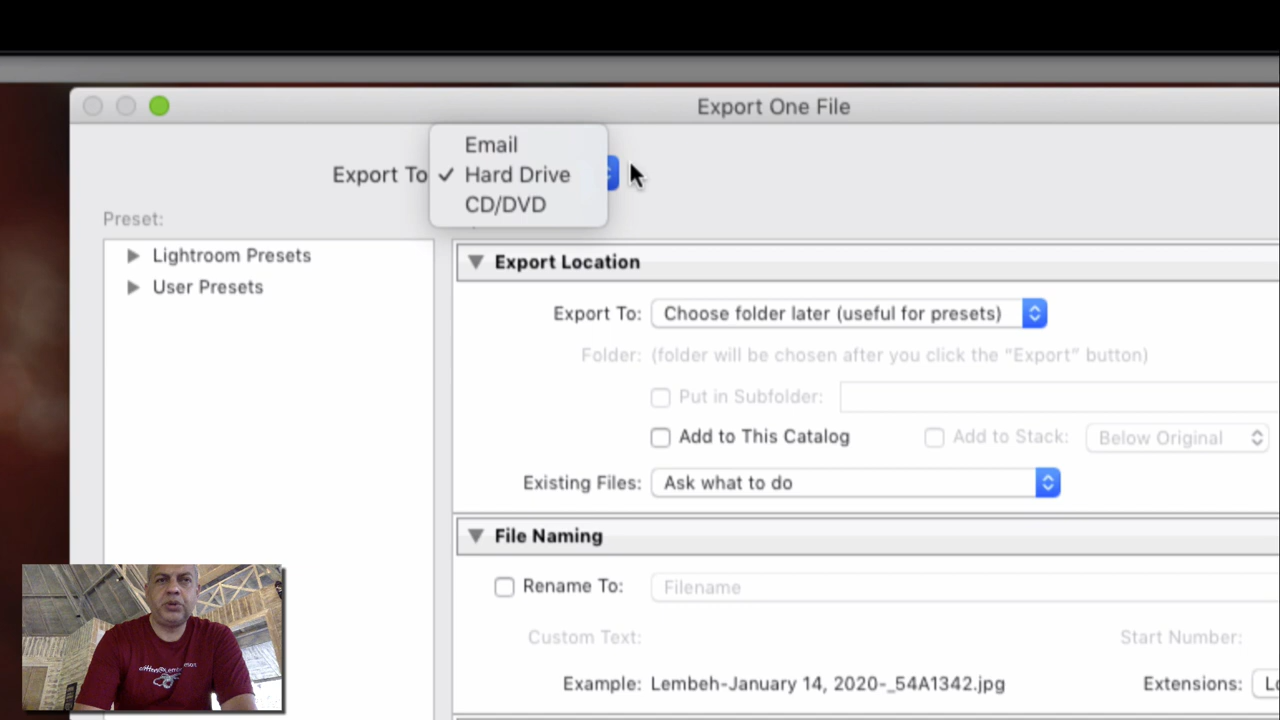 Export One File
Email
Export To ✓ Hard Drive
CD/DVD
Preset:
Lightroom Presets
User Presets
Export Location
Export To: Choose folder later (useful for presets)
Folder: (folder will be chosen after you click the “Export” button)
Put in Subfolder:
Add to This Catalog Add to Stack: Below Original
Existing Files: Ask what to do
File Naming
Rename To: Filename
Custom Text: Start Number:
Example: Lembeh-January 14, 2020-_54A1342.jpg Extensions: